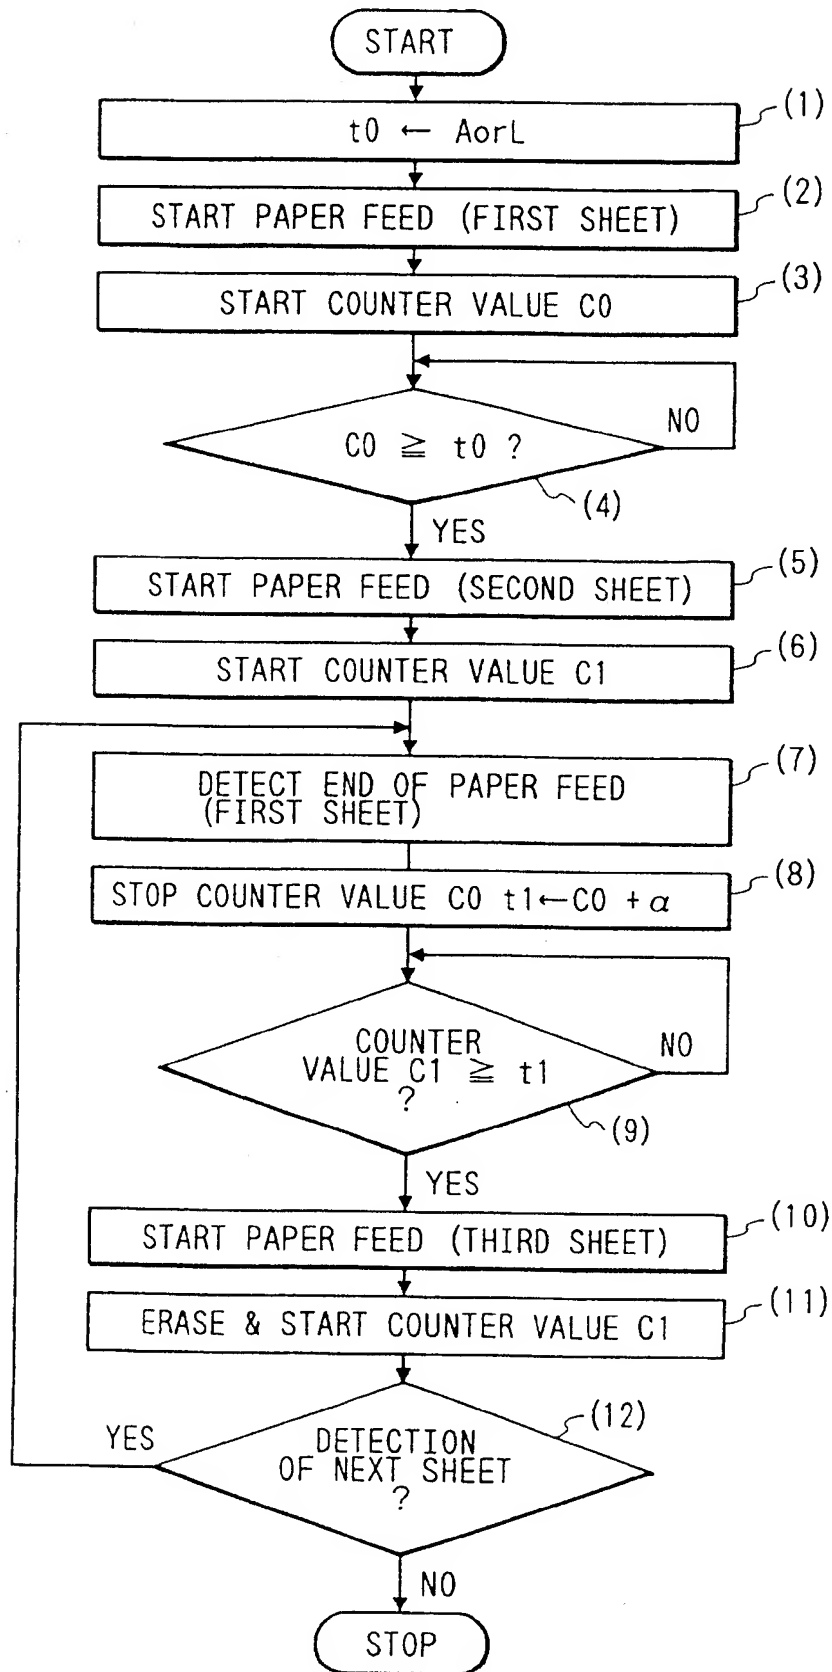 START
(1)
t0 ← AorL
(2)
START PAPER FEED (FIRST SHEET)
(3)
START COUNTER VALUE C0
NO
C0 ≧ t0 ?
(4)
YES
(5)
START PAPER FEED (SECOND SHEET)
(6)
START COUNTER VALUE C1
(7)
DETECT END OF PAPER FEED
(FIRST SHEET)
(8)
STOP COUNTER VALUE C0 t1←C0 +α
COUNTER
NO
VALUE C1 ≧ t1
?
(9)
YES
(10)
START PAPER FEED (THIRD SHEET)
(11)
ERASE & START COUNTER VALUE C1
(12)
YES
DETECTION
OF NEXT SHEET
?
NO
STOP